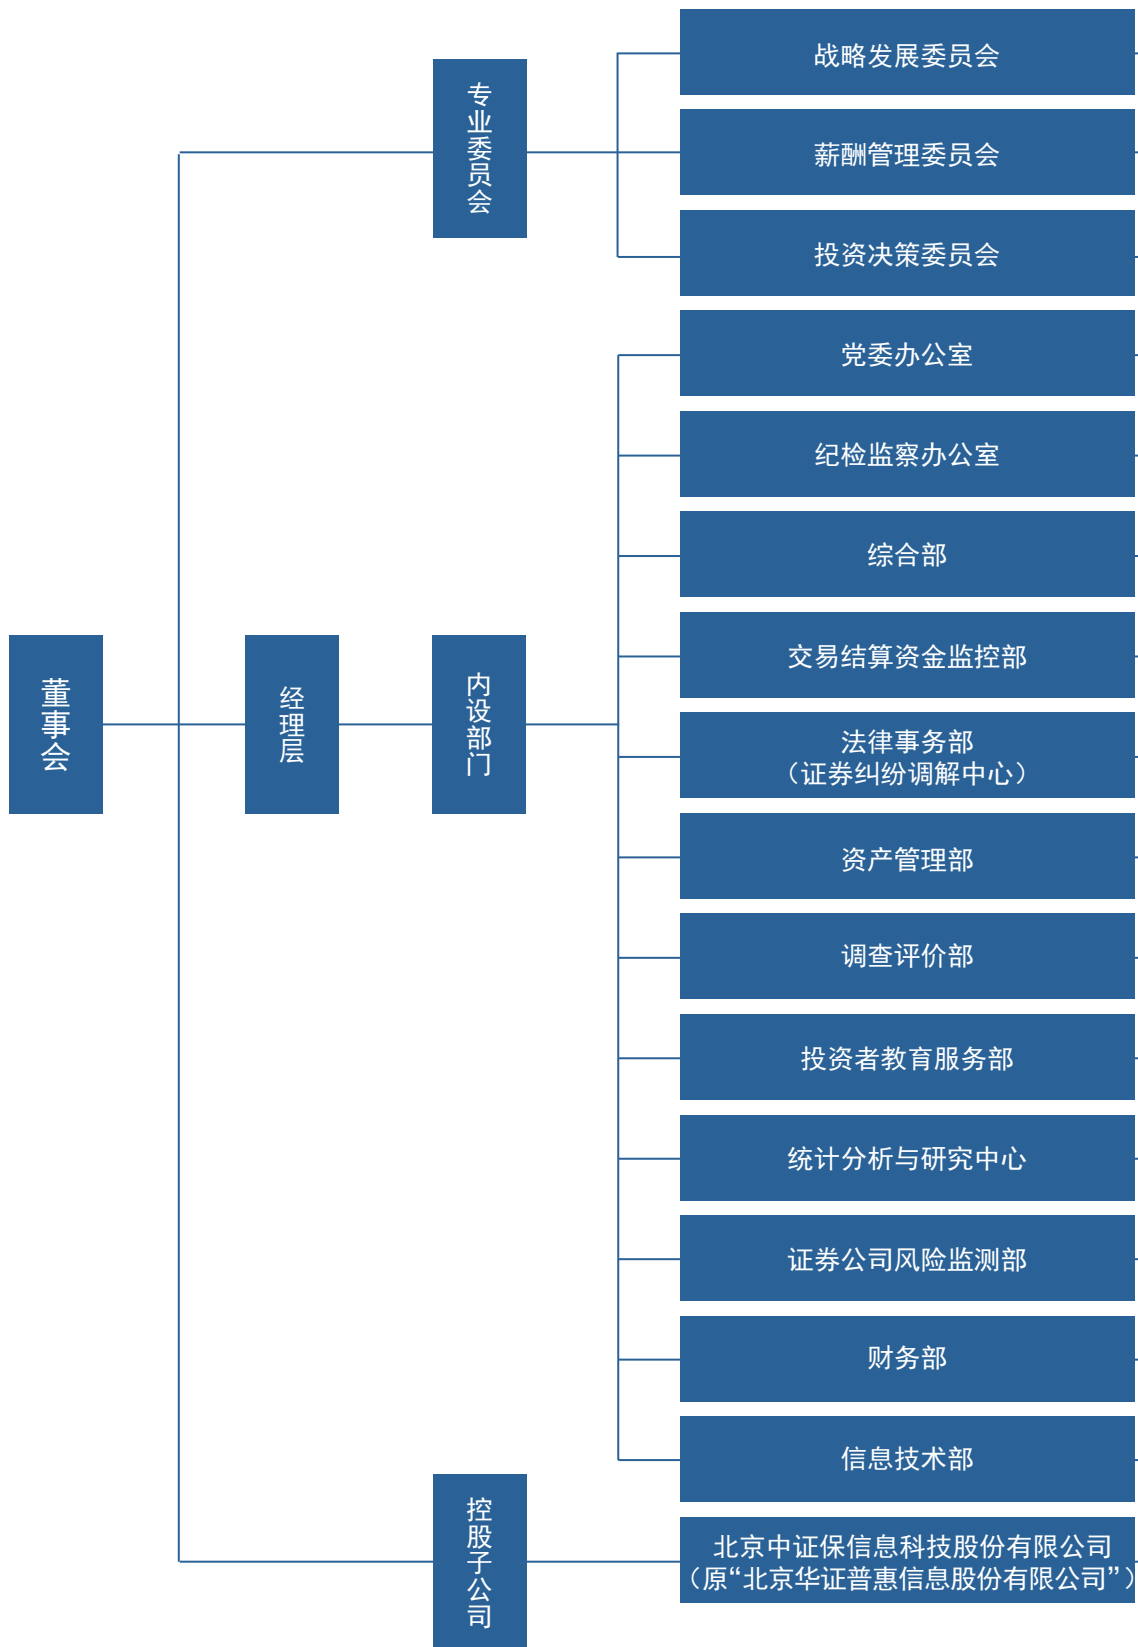 董事会
专业委员会
战略发展委员会
薪酬管理委员会
投资决策委员会
经理层
内设部门
党委办公室
纪检监察办公室
综合部
交易结算资金监控部
法律事务部
（证券纠纷调解中心）
资产管理部
调查评价部
投资者教育服务部
统计分析与研究中心
证券公司风险监测部
财务部
信息技术部
控股子公司
北京中证保信息科技股份有限公司
（原“北京华证普惠信息股份有限公司”）